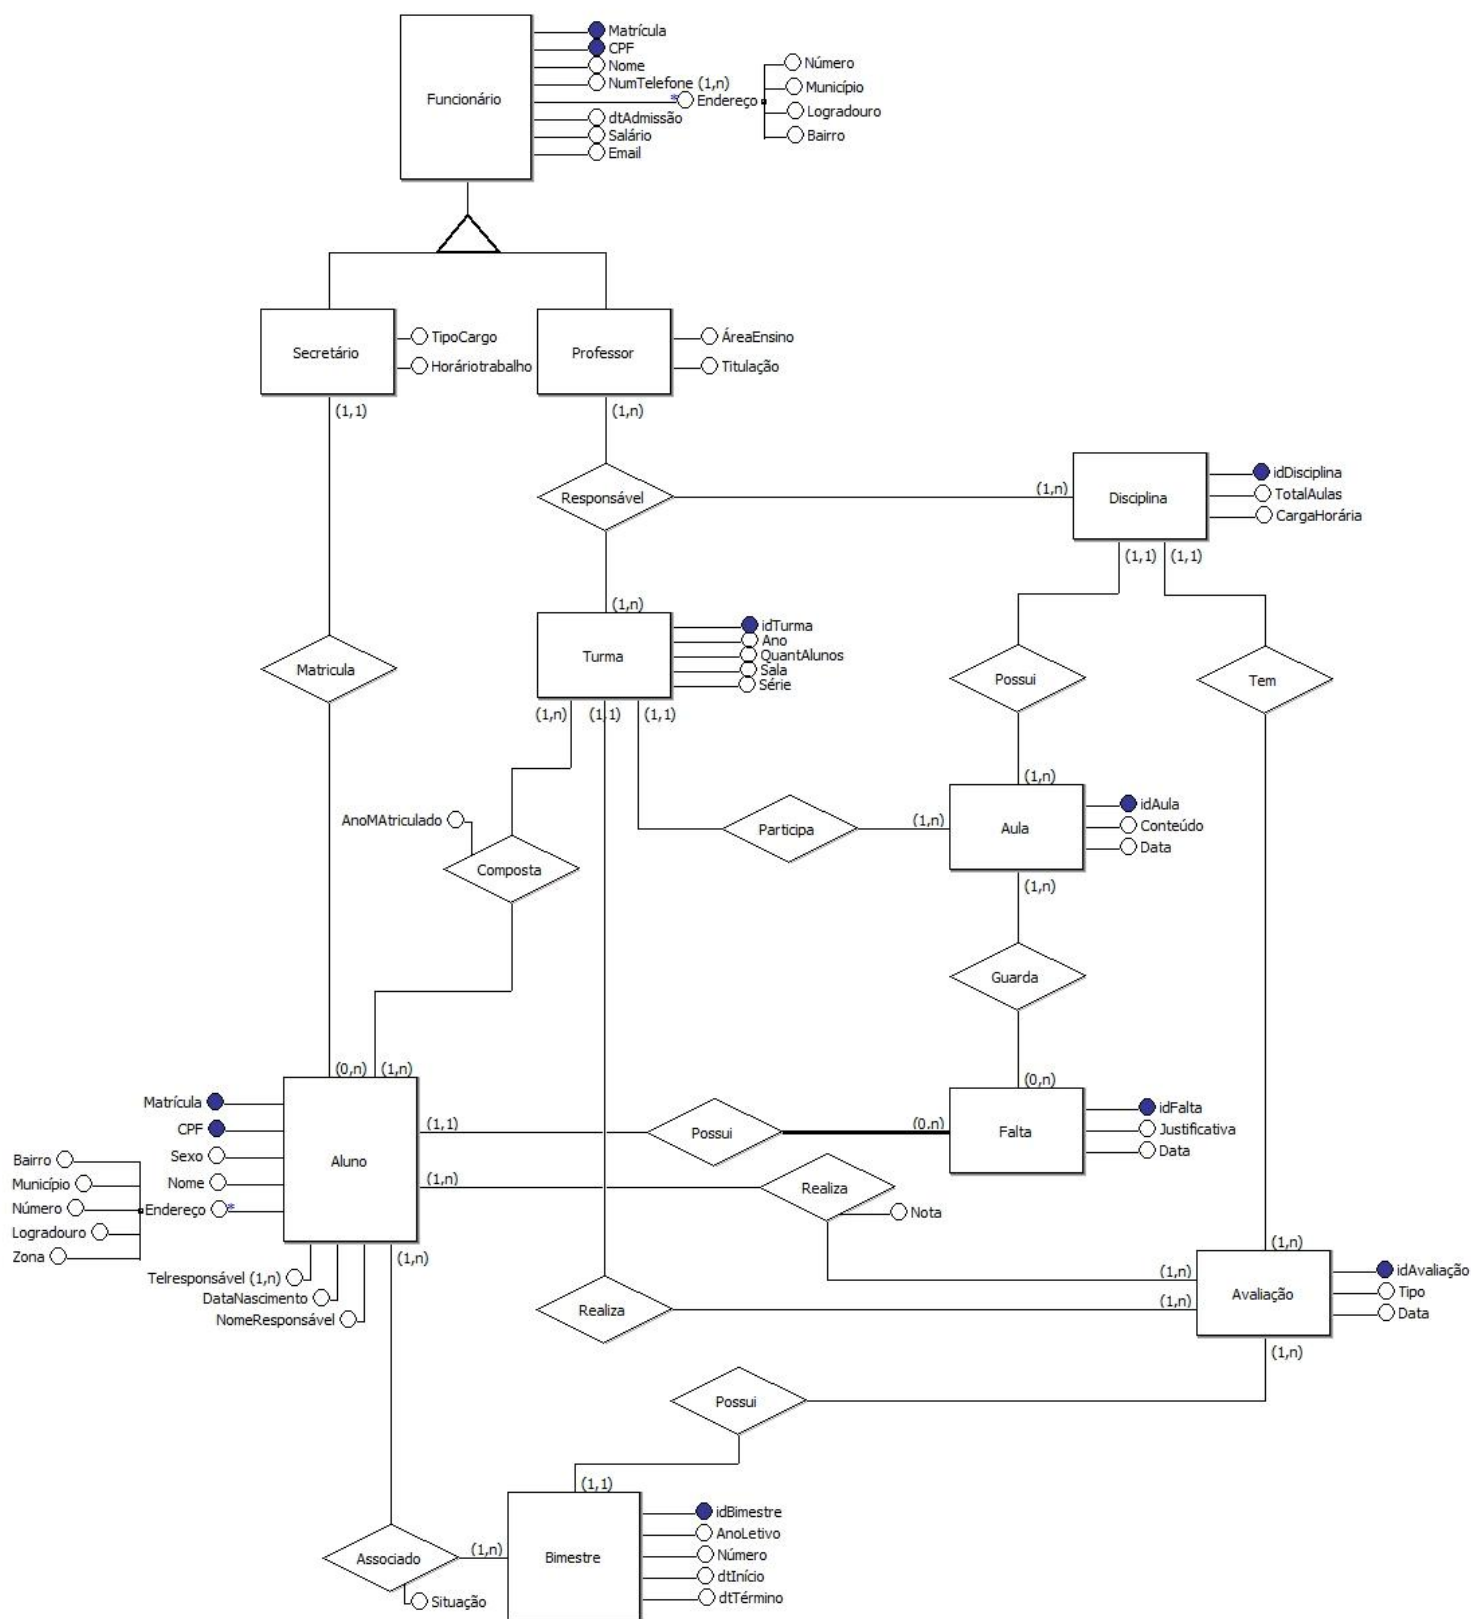 Funcionário
Matrícula
CPF
Nome
NumTelefone (1,n)
Endereço
*
Número
Município
Logradouro
Bairro
dtAdmissão
Salário
Email
Secretário
TipoCargo
Horáriotrabalho
(1,1)
Professor
ÁreaEnsino
Titulação
(1,n)
Responsável
(1,n)
Disciplina
idDisciplina
TotalAulas
CargaHorária
(1,1)
(1,1)
(1,n)
Turma
idTurma
Ano
QuantAlunos
Sala
Série
(1,n)
(1,1)
(1,1)
Matricula
Possui
Tem
AnoMAtriculado
Composta
Participa
(1,n)
(1,n)
Aula
idAula
Conteúdo
Data
(1,n)
Guarda
(0,n)
(0,n)
(1,n)
Aluno
Matrícula
CPF
Sexo
Nome
Endereço
*
Bairro
Município
Número
Logradouro
Zona
Telresponsável (1,n)
DataNascimento
NomeResponsável
(1,1)
Possui
(0,n)
Falta
idFalta
Justificativa
Data
(1,n)
Realiza
Nota
(1,n)
(1,n)
Realiza
(1,n)
(1,n)
Avaliação
idAvaliação
Tipo
Data
(1,n)
(1,n)
Possui
(1,1)
Associado
Situação
(1,n)
Bimestre
idBimestre
AnoLetivo
Número
dtInício
dtTérmino